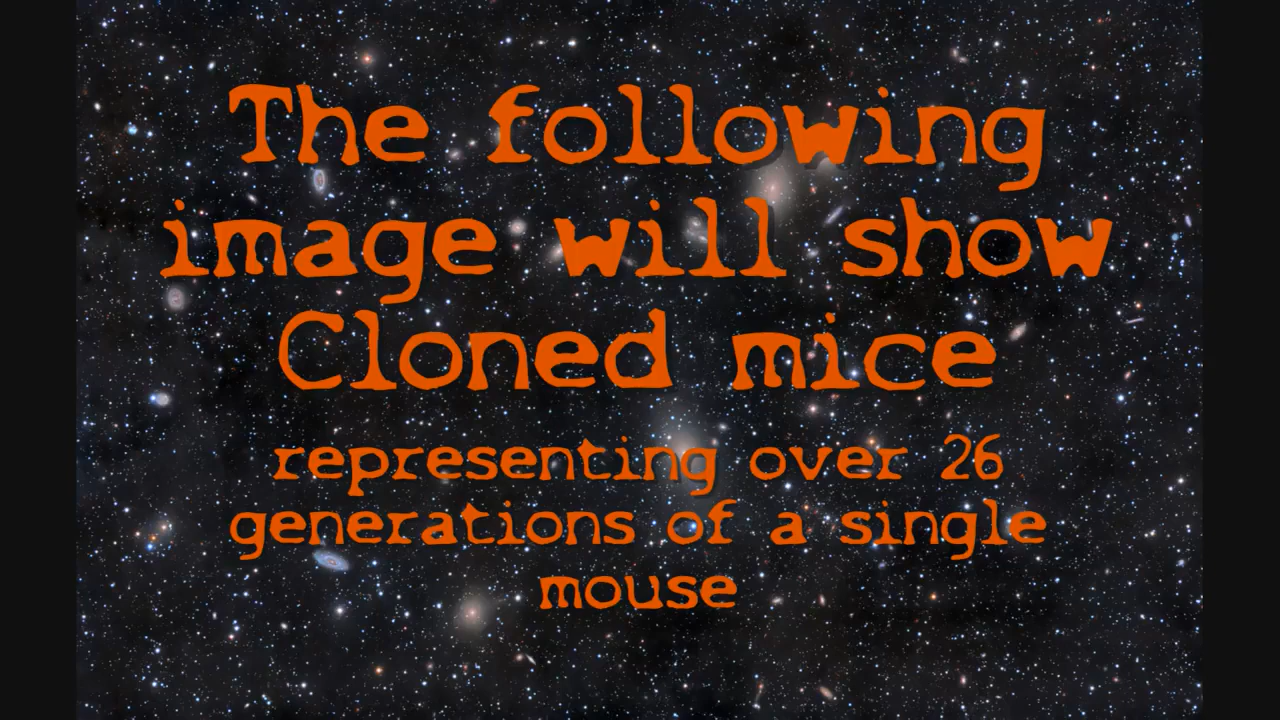 The following
image will show
Cloned mice
representing over 26
generations of a single
mouse